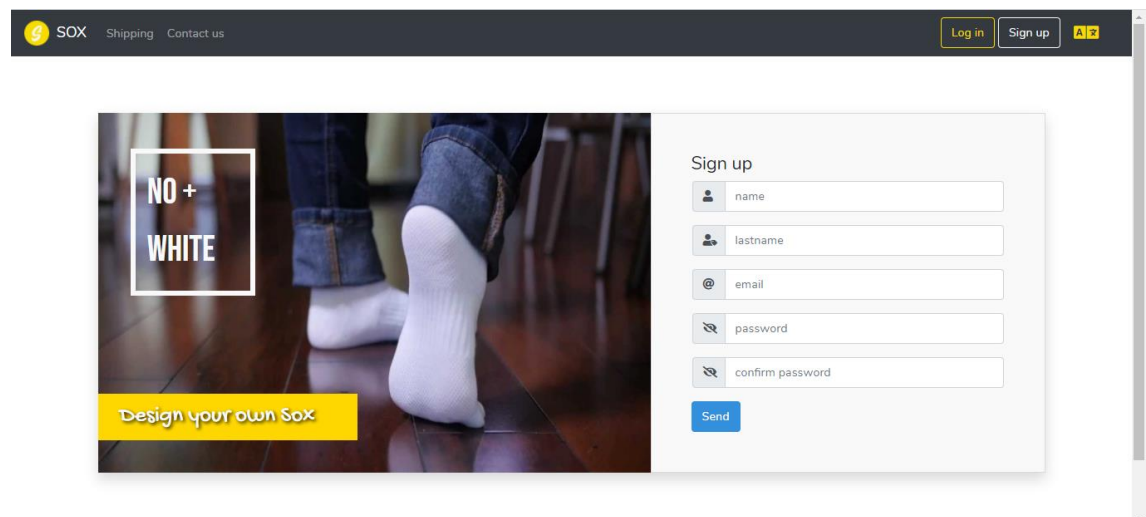 SOX Shipping Contact us Log in Sign up A
NO +
WHITE
Design your own Sox
Sign up
name
lastname
@ email
password
confirm password
Send